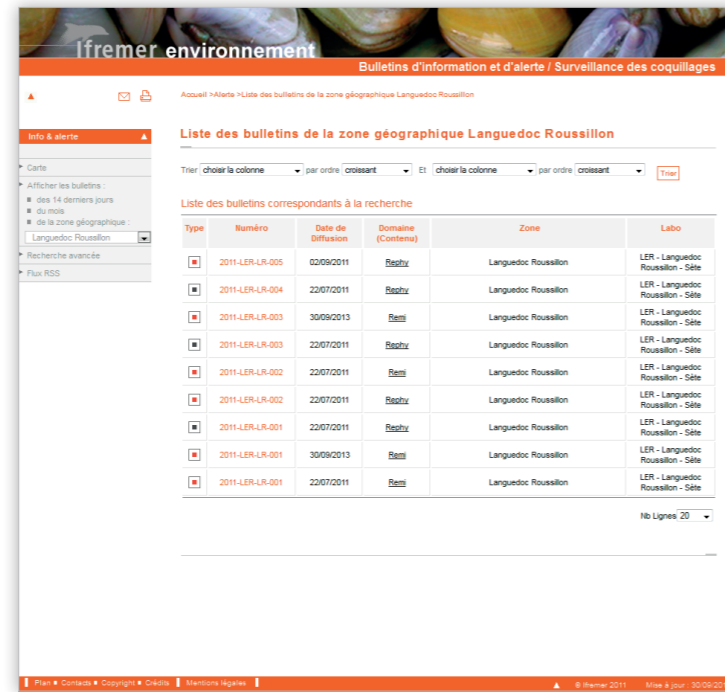 Ifremer environnement
Bulletins d'information et d'alerte / Surveillance des coquillages
Accueil >Alerte >Liste des bulletins de la zone géographique Languedoc Roussillon
Info & alerte
Carte
Afficher les bulletins :
des 14 derniers jours
du mois
de la zone géographique :
Languedoc Roussillon
Recherche avancée
Flux RSS
Liste des bulletins de la zone géographique Languedoc Roussillon
Trier choisir la colonne par ordre croissant Et choisir la colonne par ordre croissant Trier
Liste des bulletins correspondants à la recherche
Type Numéro Date de Diffusion Domaine (Contenu) Zone Labo
2011-LER-LR-005 02/09/2011 Rephy Languedoc Roussillon LER - Languedoc Roussillon - Sète
2011-LER-LR-004 22/07/2011 Rephy Languedoc Roussillon LER - Languedoc Roussillon - Sète
2011-LER-LR-003 30/09/2013 Remi Languedoc Roussillon LER - Languedoc Roussillon - Sète
2011-LER-LR-003 22/07/2011 Rephy Languedoc Roussillon LER - Languedoc Roussillon - Sète
2011-LER-LR-002 22/07/2011 Remi Languedoc Roussillon LER - Languedoc Roussillon - Sète
2011-LER-LR-002 22/07/2011 Rephy Languedoc Roussillon LER - Languedoc Roussillon - Sète
2011-LER-LR-001 22/07/2011 Rephy Languedoc Roussillon LER - Languedoc Roussillon - Sète
2011-LER-LR-001 30/09/2013 Remi Languedoc Roussillon LER - Languedoc Roussillon - Sète
2011-LER-LR-001 22/07/2011 Remi Languedoc Roussillon LER - Languedoc Roussillon - Sète
Nb Lignes 20
Plan Contacts Copyright Crédits Mentions légales
© Ifremer 2011 Mise à jour :